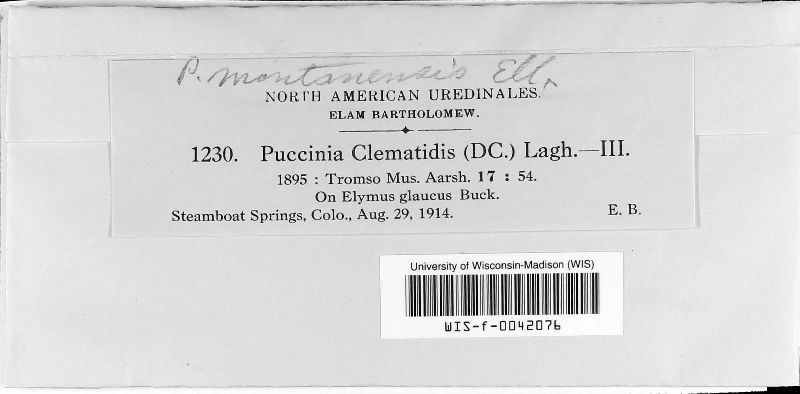 P. montanensis Ell.
NORTH AMERICAN UREDINALES.
ELAM BARTHOLOMEW.
1230. Puccinia Clematidis (DC.) Lagh.—III.
1895 : Tromso Mus. Aarsh. 17 : 54.
On Elymus glaucus Buck.
Steamboat Springs, Colo., Aug. 29, 1914. E. B.
University of Wisconsin-Madison (WIS)
WIS-f-0042076